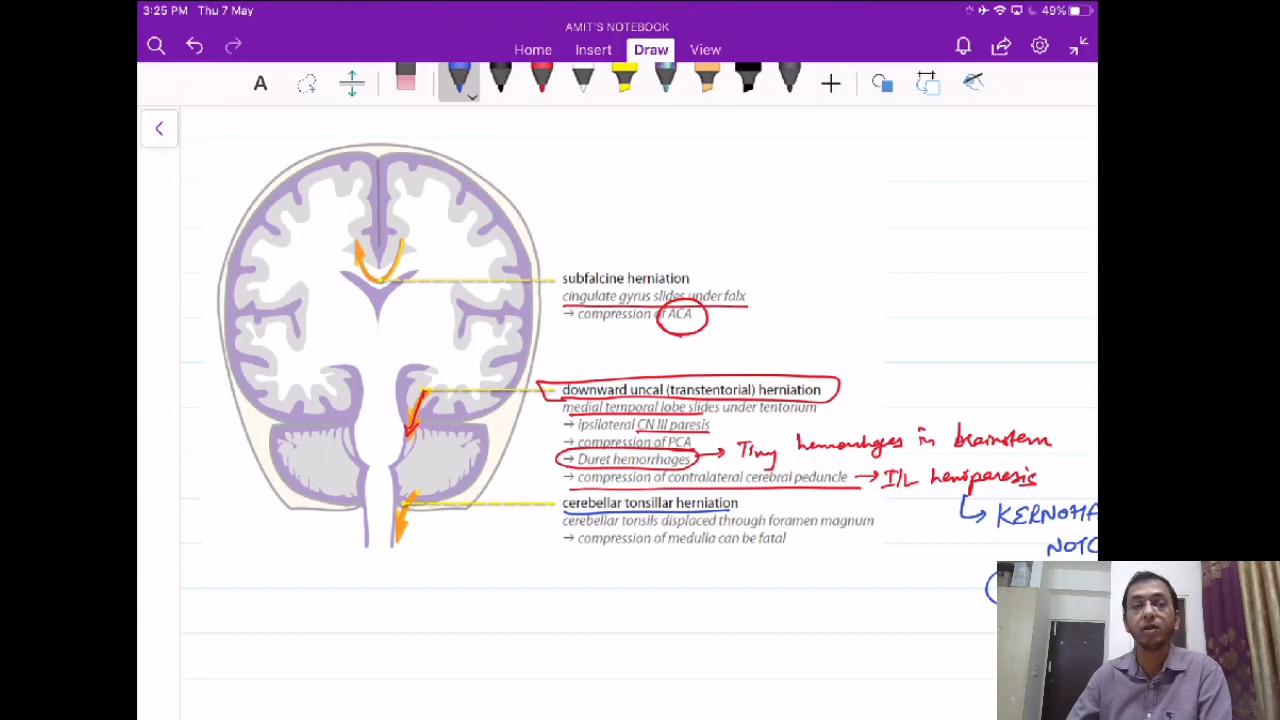 3:25 PM Thu 7 May
49%
AMIT'S NOTEBOOK
Home Insert Draw View
A
subfalcine herniation
cingulate gyrus slides under falx
→ compression of ACA
downward uncal (transtentorial) herniation
medial temporal lobe slides under tentorium
→ ipsilateral CN III paresis
→ compression of PCA
→ Duret hemorrhages → Tiny hemorrhages in brainstem
→ compression of contralateral cerebral peduncle → I/L hemiparesis
KERNOHA
NOTC
cerebellar tonsillar herniation
cerebellar tonsils displaced through foramen magnum
→ compression of medulla can be fatal